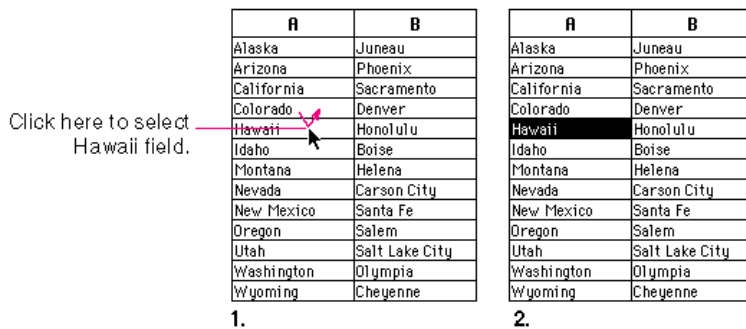 Click here to select
Hawaii field.
A B
Alaska Juneau
Arizona Phoenix
California Sacramento
Colorado Denver
Hawaii Honolulu
Idaho Boise
Montana Helena
Nevada Carson City
New Mexico Santa Fe
Oregon Salem
Utah Salt Lake City
Washington Olympia
Wyoming Cheyenne
1.
A B
Alaska Juneau
Arizona Phoenix
California Sacramento
Colorado Denver
Hawaii Honolulu
Idaho Boise
Montana Helena
Nevada Carson City
New Mexico Santa Fe
Oregon Salem
Utah Salt Lake City
Washington Olympia
Wyoming Cheyenne
2.